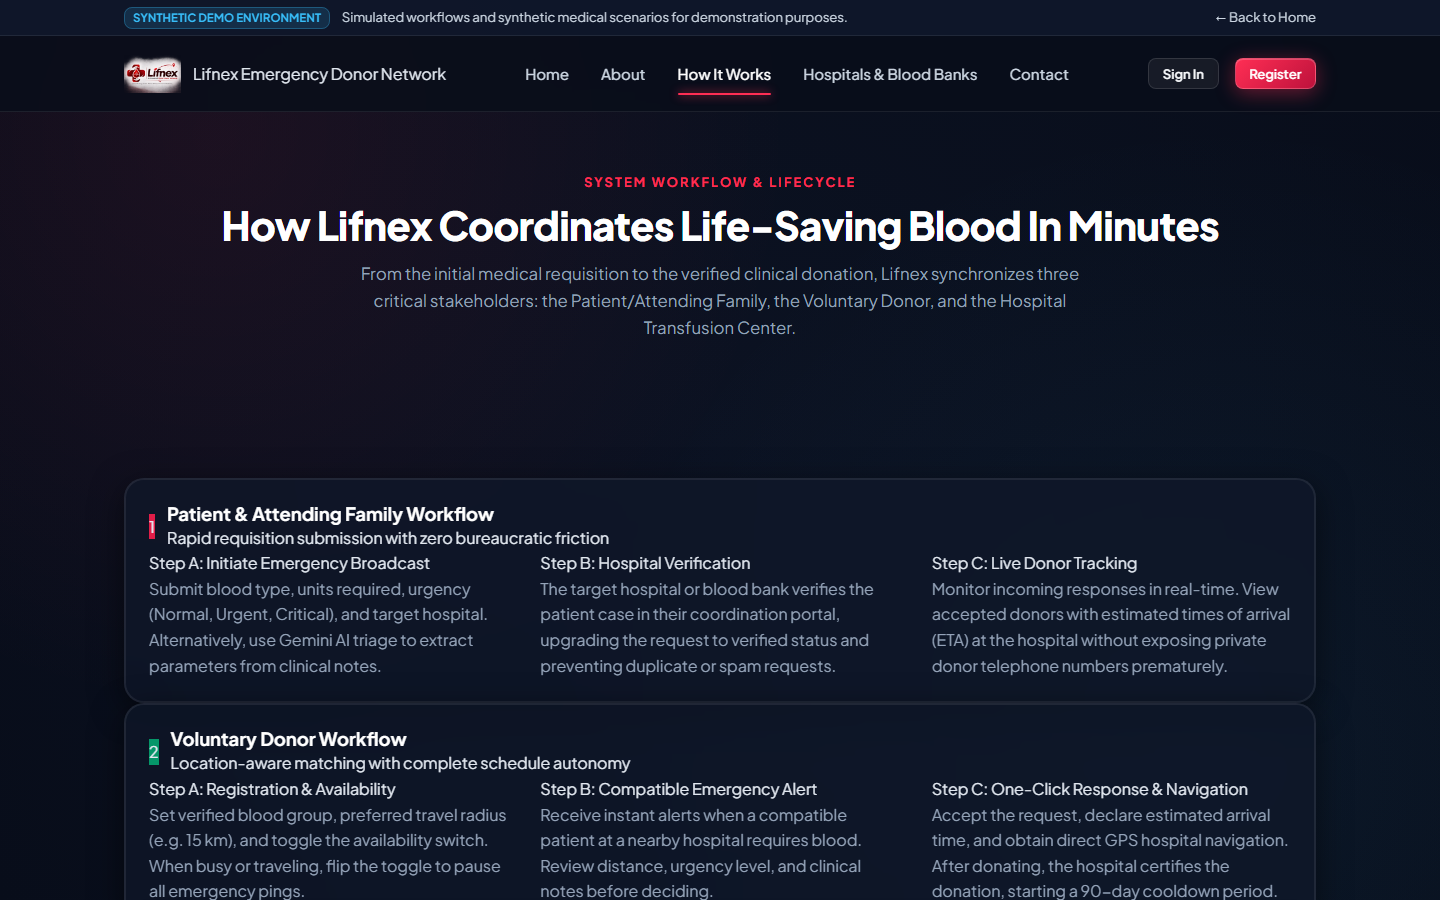 SYNTHETIC DEMO ENVIRONMENT Simulated workflows and synthetic medical scenarios for demonstration purposes. ← Back to Home
Lifnex Lifnex Emergency Donor Network Home About How It Works Hospitals & Blood Banks Contact Sign In Register
SYSTEM WORKFLOW & LIFECYCLE
How Lifnex Coordinates Life-Saving Blood In Minutes
From the initial medical requisition to the verified clinical donation, Lifnex synchronizes three
critical stakeholders: the Patient/Attending Family, the Voluntary Donor, and the Hospital
Transfusion Center.
1
Patient & Attending Family Workflow
Rapid requisition submission with zero bureaucratic friction
Step A: Initiate Emergency Broadcast
Submit blood type, units required, urgency
(Normal, Urgent, Critical), and target hospital.
Alternatively, use Gemini AI triage to extract
parameters from clinical notes.
Step B: Hospital Verification
The target hospital or blood bank verifies the
patient case in their coordination portal,
upgrading the request to verified status and
preventing duplicate or spam requests.
Step C: Live Donor Tracking
Monitor incoming responses in real-time. View
accepted donors with estimated times of arrival
(ETA) at the hospital without exposing private
donor telephone numbers prematurely.
2
Voluntary Donor Workflow
Location-aware matching with complete schedule autonomy
Step A: Registration & Availability
Set verified blood group, preferred travel radius
(e.g. 15 km), and toggle the availability switch.
When busy or traveling, flip the toggle to pause
all emergency pings.
Step B: Compatible Emergency Alert
Receive instant alerts when a compatible
patient at a nearby hospital requires blood.
Review distance, urgency level, and clinical
notes before deciding.
Step C: One-Click Response & Navigation
Accept the request, declare estimated arrival
time, and obtain direct GPS hospital navigation.
After donating, the hospital certifies the
donation, starting a 90-day cooldown period.